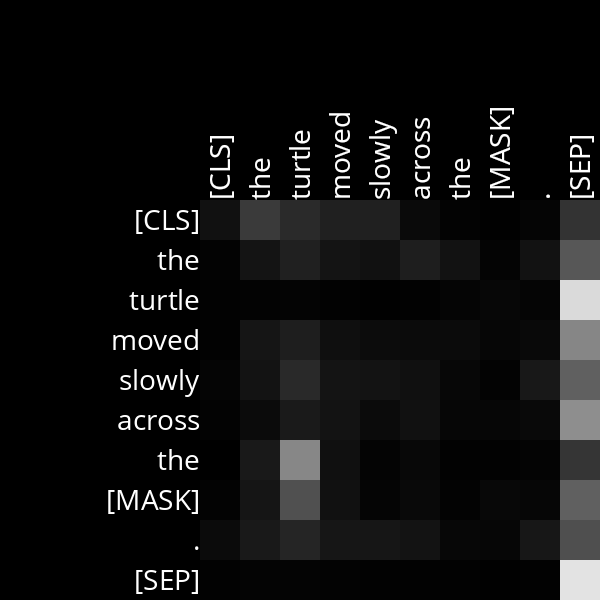 [CLS]
the
turtle
moved
slowly
across
the
[MASK]
.
[SEP]
[CLS]
the
turtle
moved
slowly
across
the
[MASK]
.
[SEP]